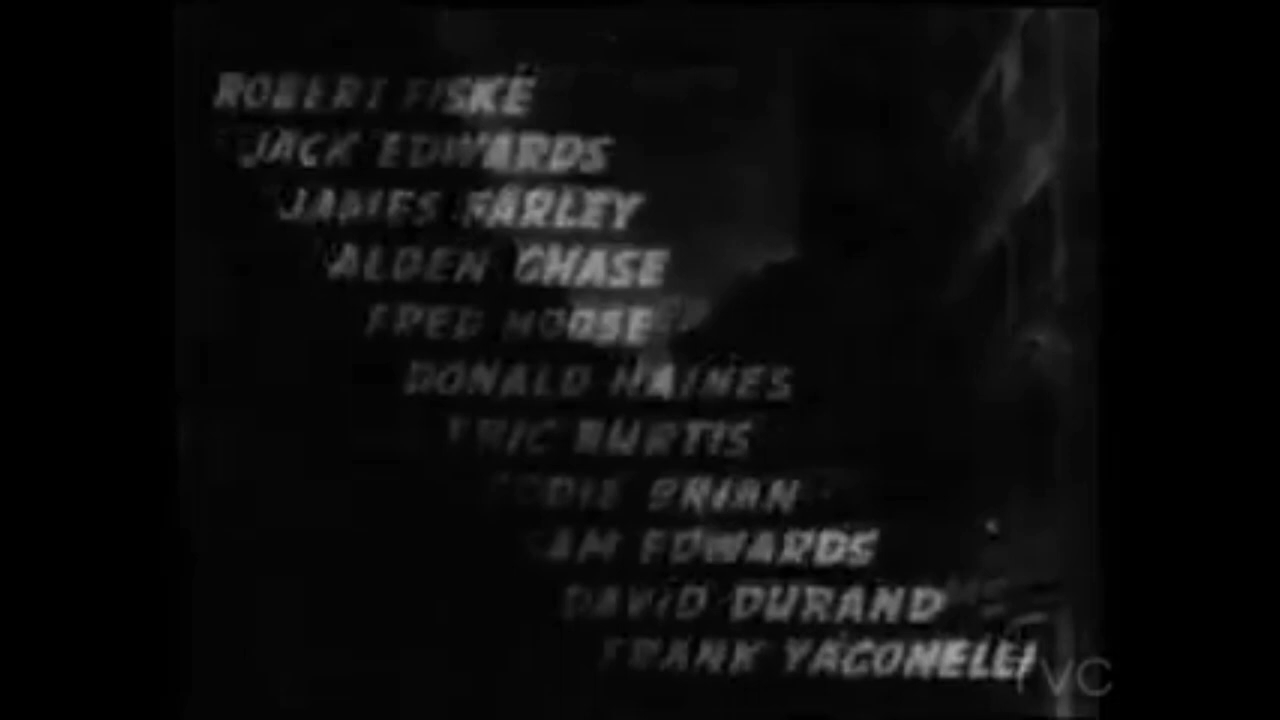 ROBERT FISKE
JACK EDWARDS
JAMES FARLEY
ALDEN CHASE
FRED HOOSE
DONALD HAINES
ERIC BURTIS
EDDIE BRIAN
SAM EDWARDS
DAVID DURAND
FRANK YACONELLI
TVC